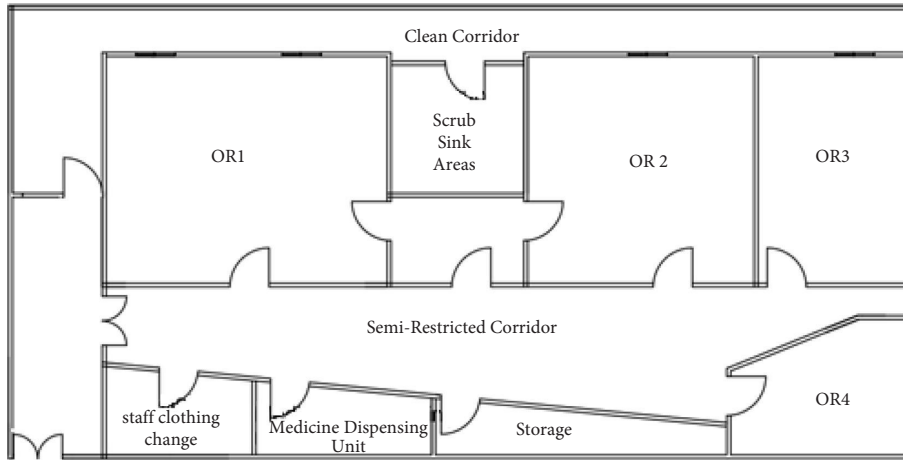 Clean Corridor
Scrub
Sink
Areas
OR1
OR 2
OR3
Semi-Restricted Corridor
staff clothing
change
Medicine Dispensing
Unit
Storage
OR4